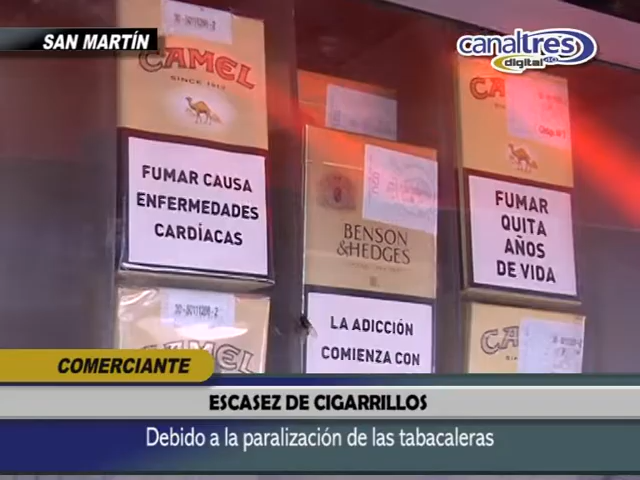 SAN MARTÍN
canaltres
digital
CAMEL
SINCE 1913
FUMAR CAUSA
ENFERMEDADES
CARDÍACAS
BENSON
& HEDGES
LA ADICCIÓN
COMIENZA CON
FUMAR
QUITA
AÑOS
DE VIDA
CAMEL
COMERCIANTE
ESCASEZ DE CIGARRILLOS
Debido a la paralización de las tabacaleras